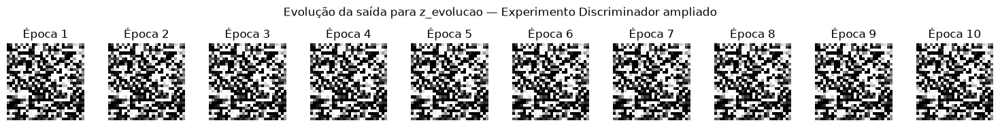 Evolução da saída para z_evolucao — Experimento Discriminador ampliado
Época 1 Época 2 Época 3 Época 4 Época 5 Época 6 Época 7 Época 8 Época 9 Época 10